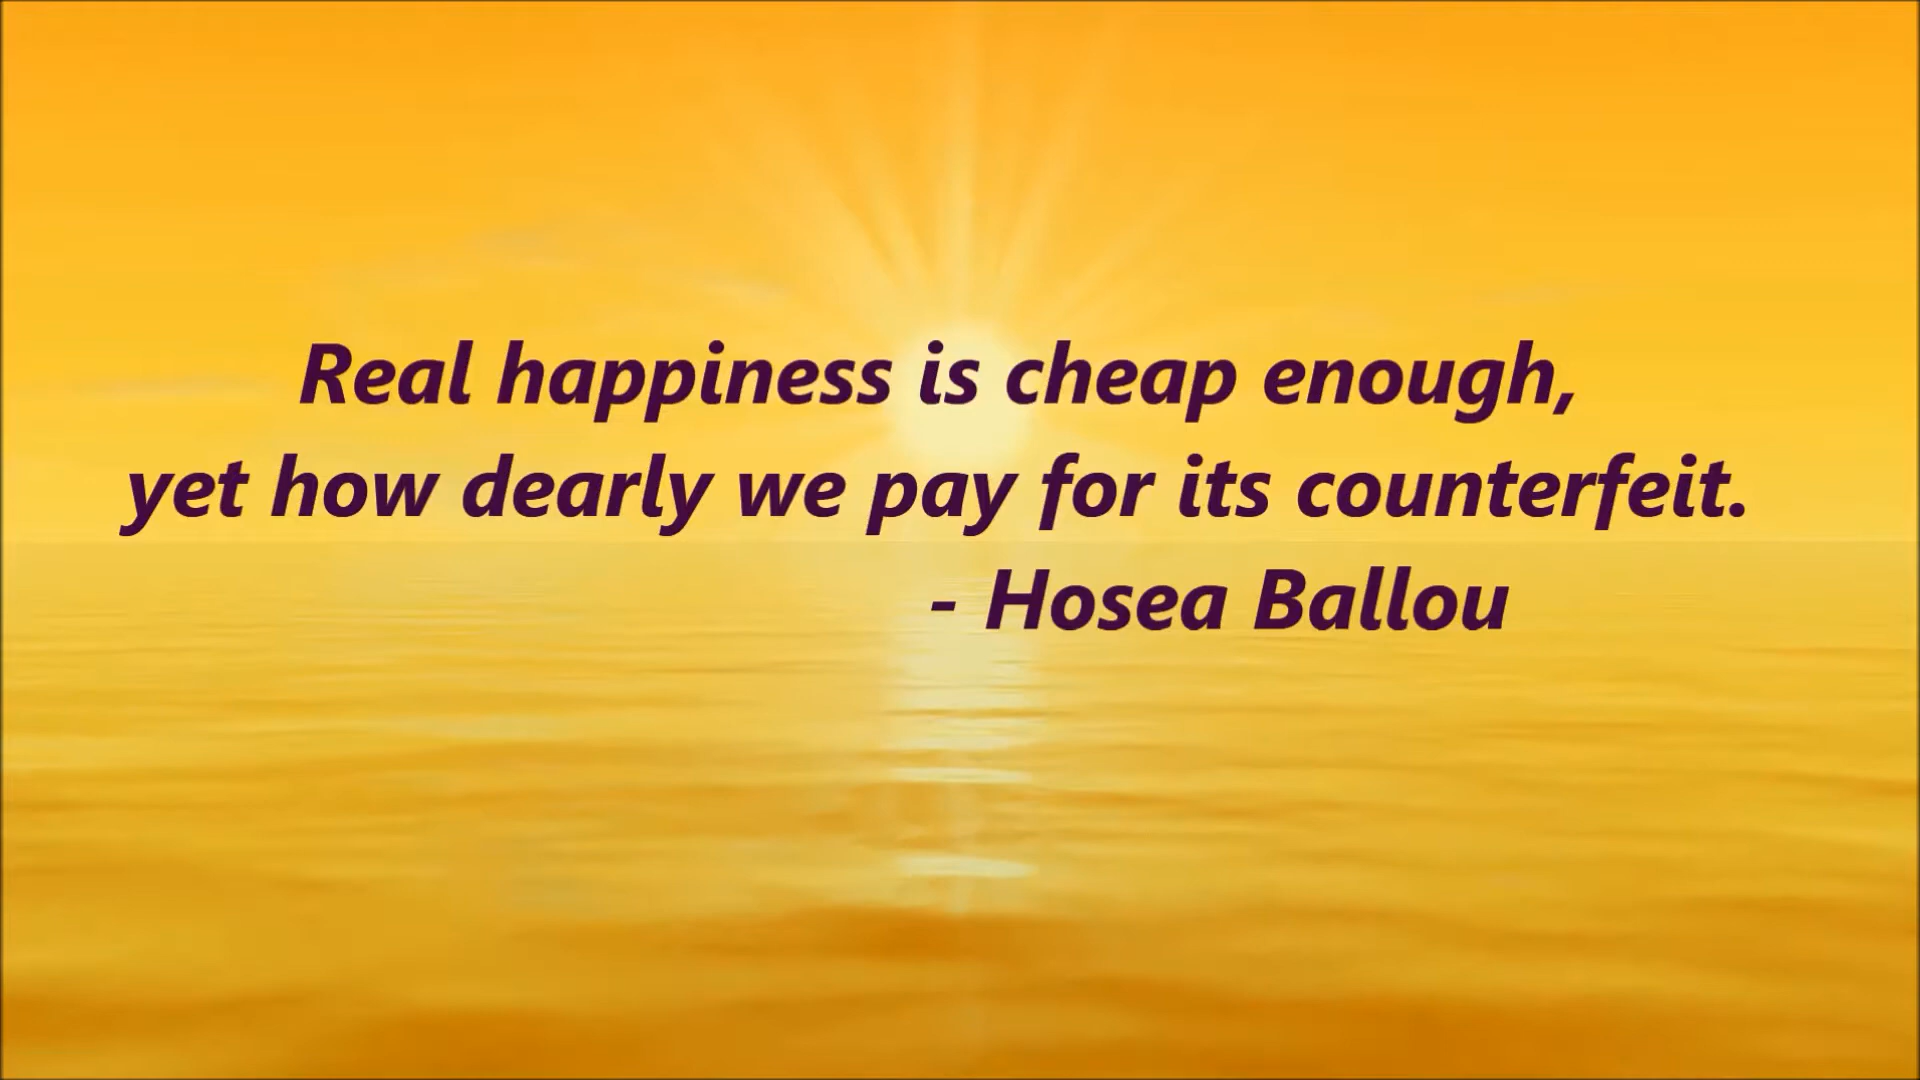 Real happiness is cheap enough,
yet how dearly we pay for its counterfeit.
- Hosea Ballou